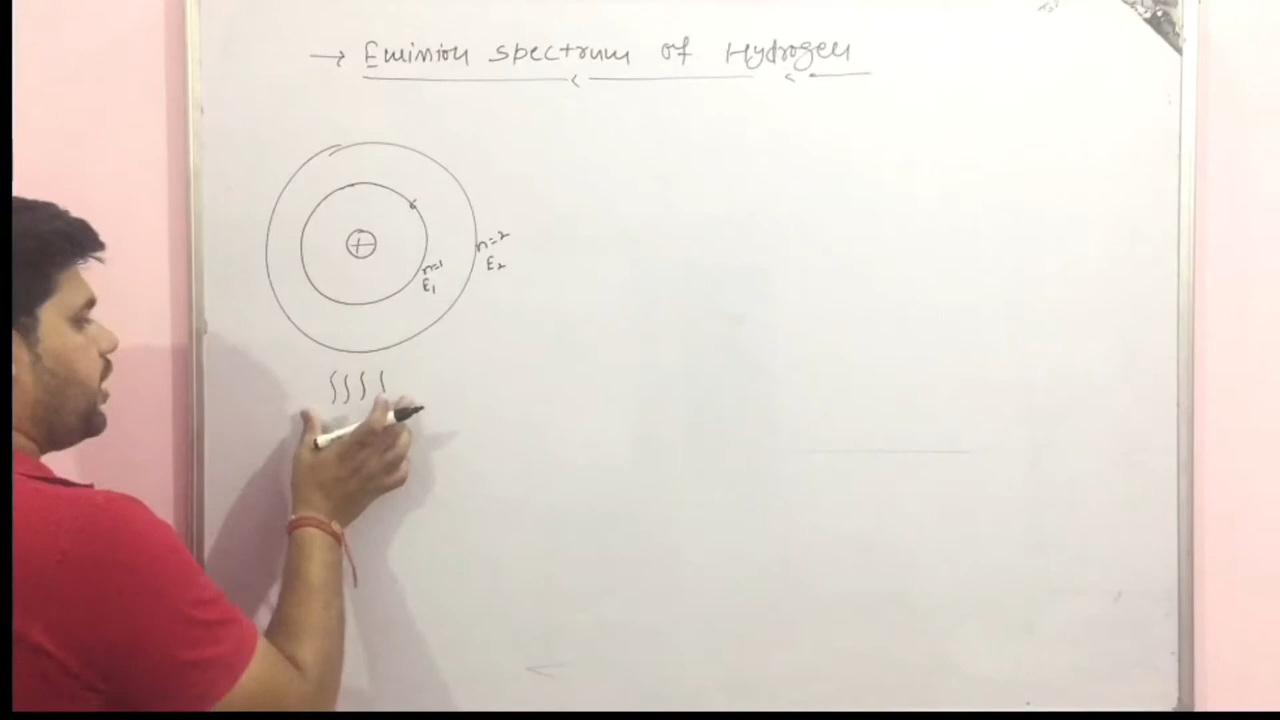 → Emission spectrum of Hydrogen
+
n=2
E₂
n=1
E₁